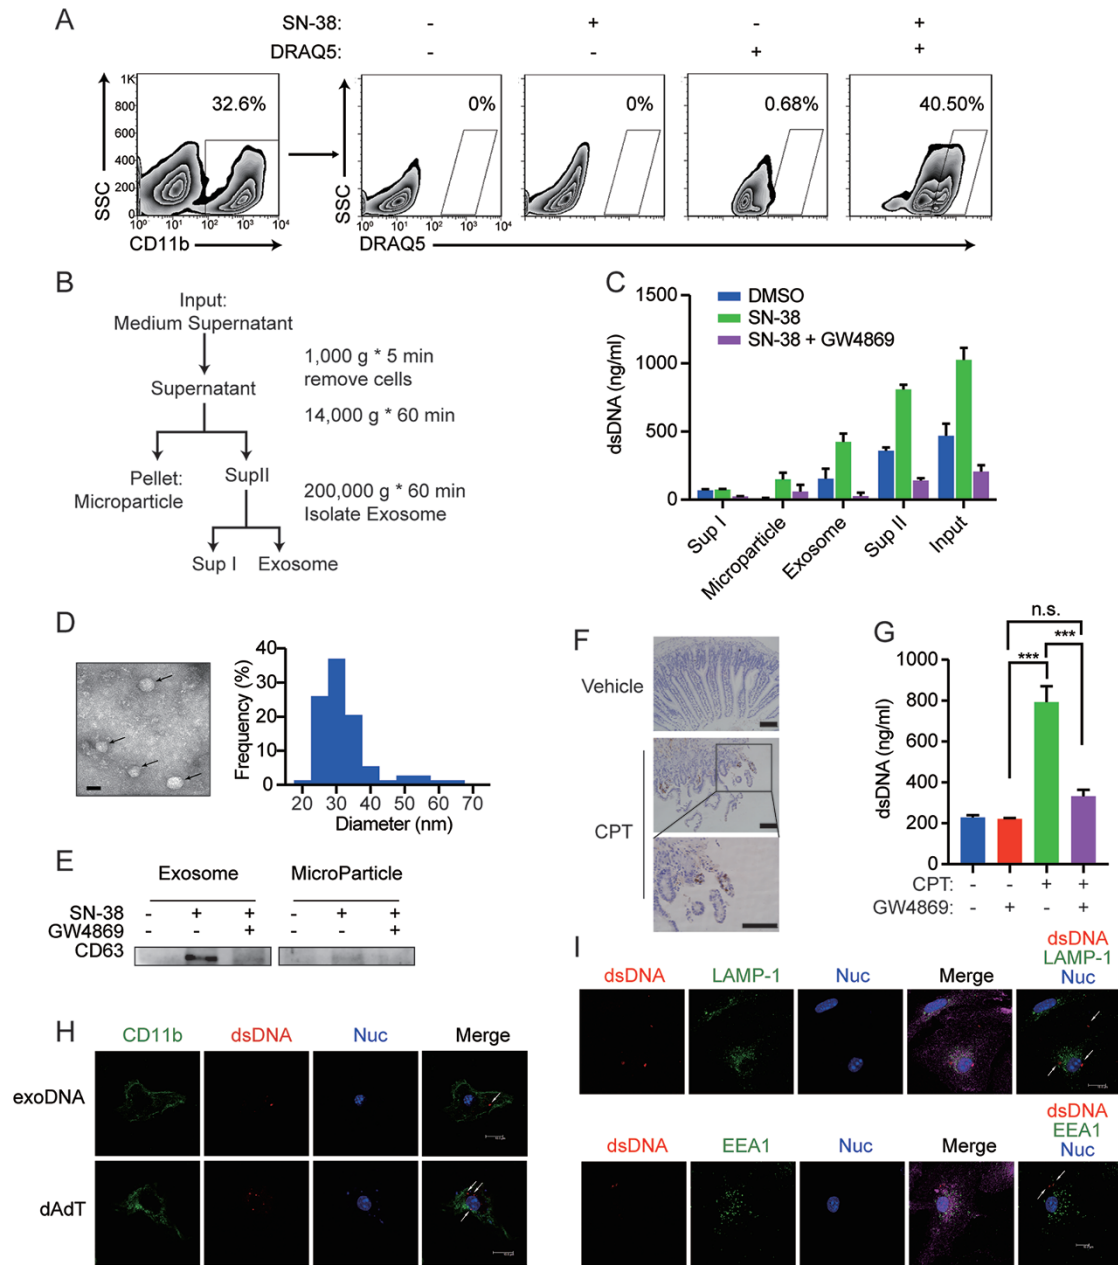 A
SN-38: - + - +
DRAQ5: - - + +
32.6%
0%
0%
0.68%
40.50%
SSC
1K
800
600
400
200
0
10⁰ 10¹ 10² 10³ 10⁴
CD11b
SSC
10⁰ 10¹ 10² 10³ 10⁴
DRAQ5
B
Input:
Medium Supernatant
1,000 g * 5 min
remove cells
Supernatant
14,000 g * 60 min
Pellet:
Microparticle
SupII
200,000 g * 60 min
Isolate Exosome
Sup I
Exosome
C
DMSO
SN-38
SN-38 + GW4869
dsDNA (ng/ml)
1500
1000
500
0
Sup I
Microparticle
Exosome
Sup II
Input
D
Frequency (%)
40
30
20
10
0
20 30 40 50 60 70
Diameter (nm)
E
Exosome MicroParticle
SN-38 - + + - + +
GW4869 - - + - - +
CD63
F
Vehicle
CPT
G
n.s.
***
***
dsDNA (ng/ml)
1000
800
600
400
200
0
CPT: - - + +
GW4869: - + - +
H
CD11b dsDNA Nuc Merge
exoDNA
dAdT
I
dsDNA LAMP-1 Nuc Merge
dsDNA
LAMP-1
Nuc
dsDNA EEA1 Nuc Merge
dsDNA
EEA1
Nuc